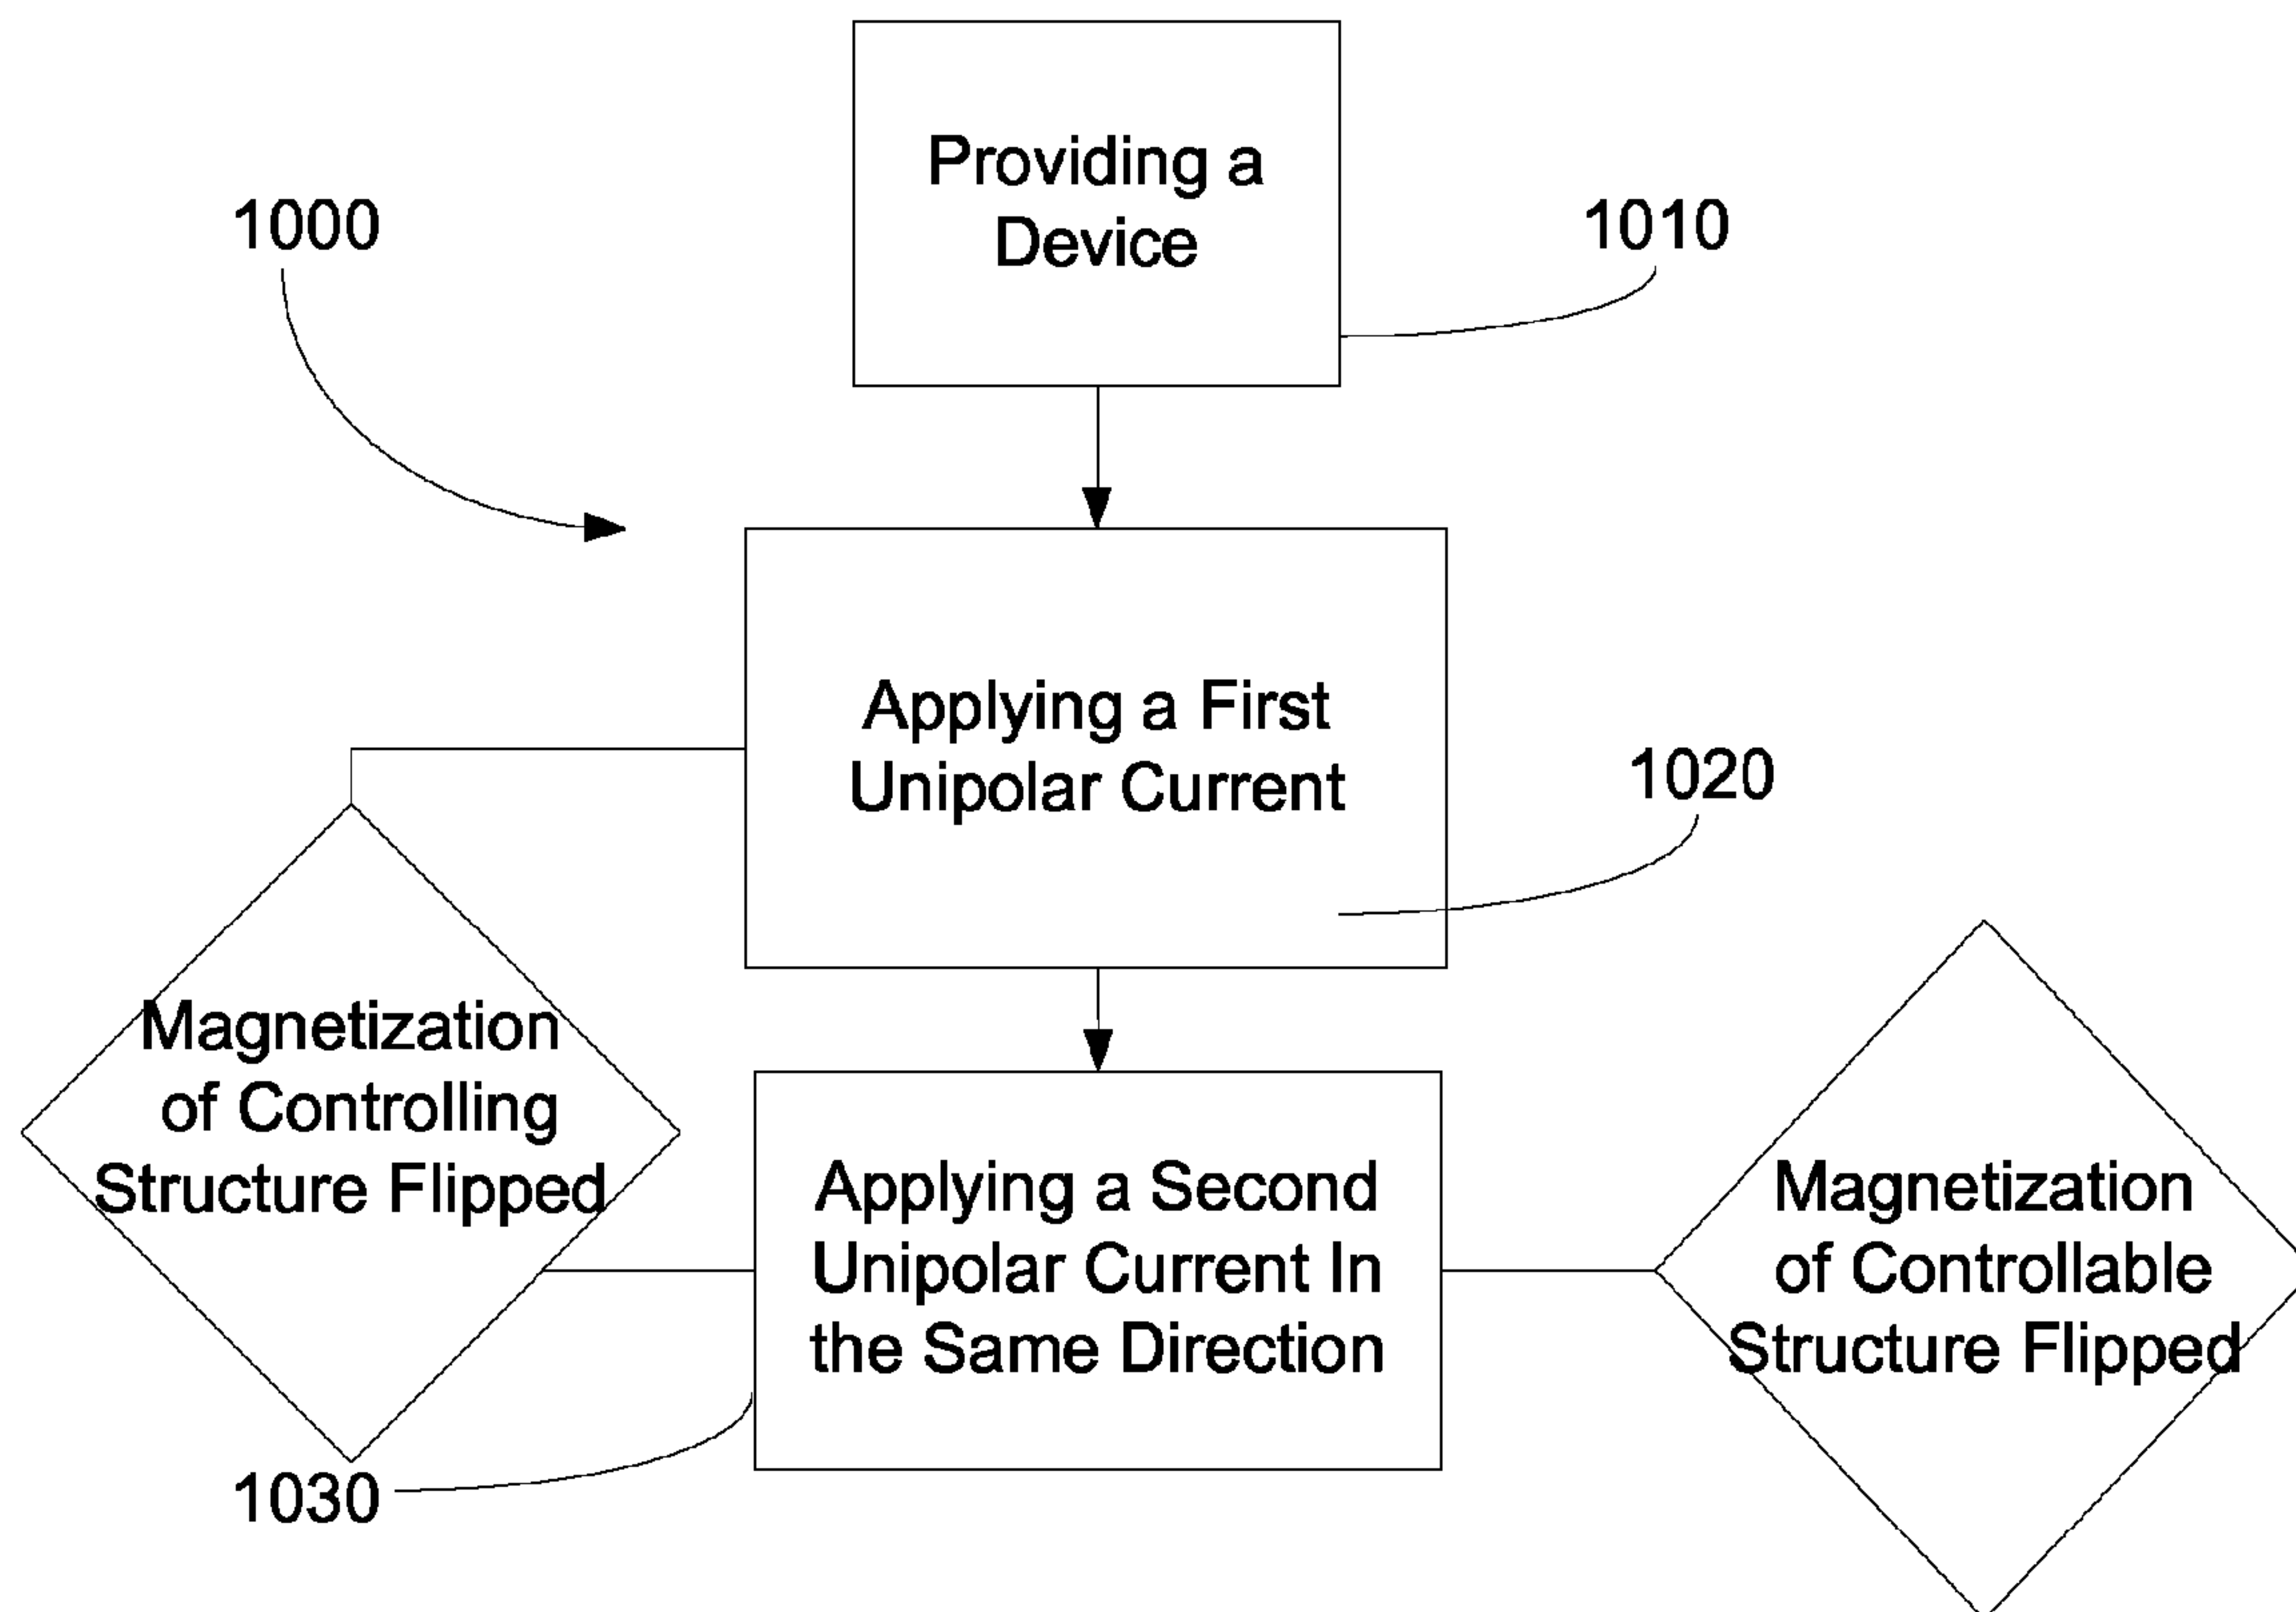 Providing a
Device
1000
1010
Applying a First
Unipolar Current
1020
Magnetization
of Controlling
Structure Flipped
Applying a Second
Unipolar Current In
the Same Direction
Magnetization
of Controllable
Structure Flipped
1030